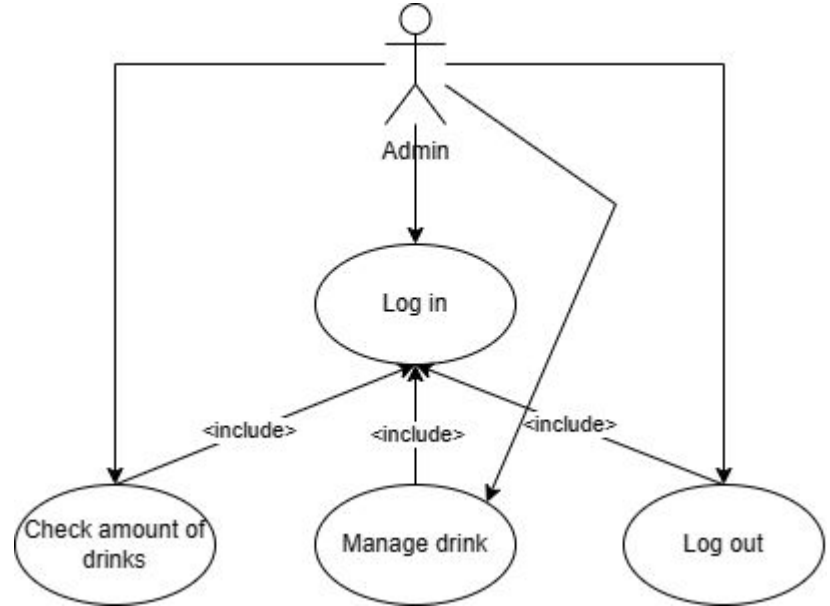 Admin
Log in
<include>
<include>
<include>
Check amount of
drinks
Manage drink
Log out